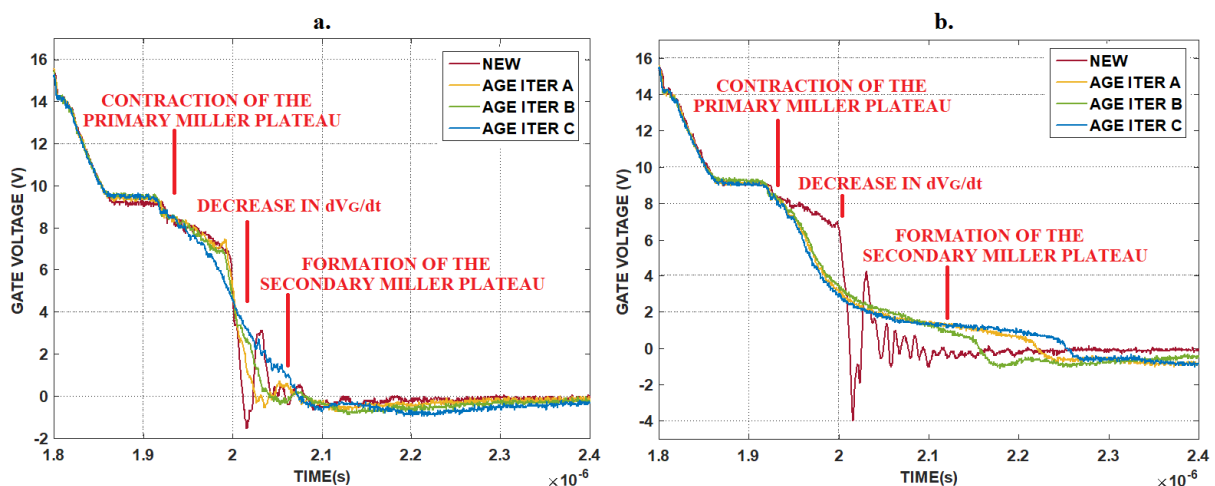 a.
16
14
12
10
8
6
4
2
0
-2
GATE VOLTAGE (V)
NEW
AGE ITER A
AGE ITER B
AGE ITER C
CONTRACTION OF THE
PRIMARY MILLER PLATEAU
DECREASE IN dVG/dt
FORMATION OF THE
SECONDARY MILLER PLATEAU
1.8 1.9 2 2.1 2.2 2.3 2.4
TIME(s)
×10-6
b.
16
14
12
10
8
6
4
2
0
-2
-4
GATE VOLTAGE (V)
NEW
AGE ITER A
AGE ITER B
AGE ITER C
CONTRACTION OF THE
PRIMARY MILLER PLATEAU
DECREASE IN dVG/dt
FORMATION OF THE
SECONDARY MILLER PLATEAU
1.8 1.9 2 2.1 2.2 2.3 2.4
TIME(s)
×10-6